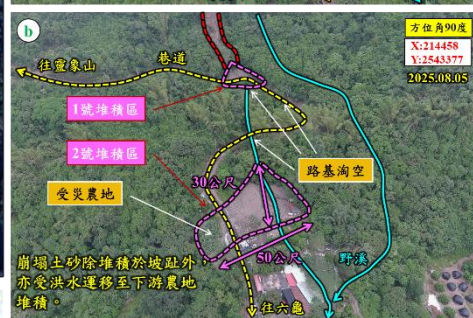 b
方位角90度
X:214458
Y:2543377
2025.08.05
往靈象山
巷道
1號堆積區
2號堆積區
路基淘空
30公尺
受災農地
50公尺
野溪
崩塌土砂除堆積於坡趾外，
亦受洪水運移至下游農地
堆積。
往六龜